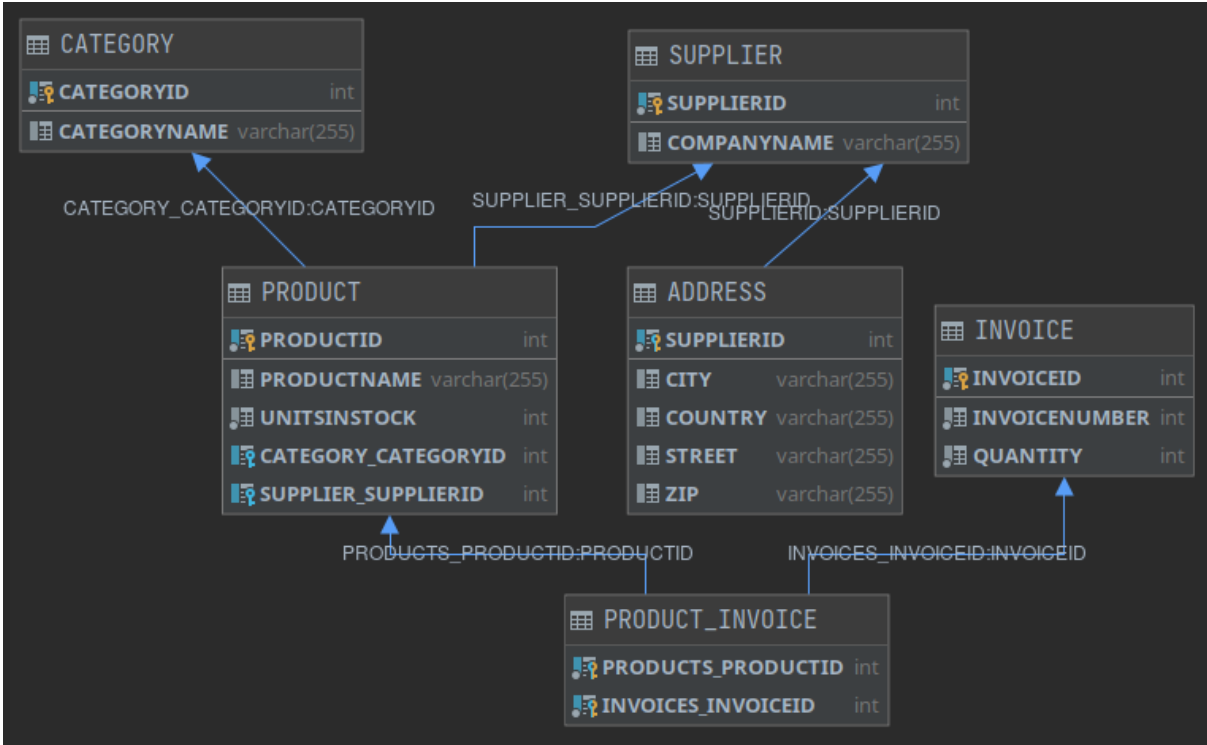 CATEGORY
CATEGORYID int
CATEGORYNAME varchar(255)
SUPPLIER
SUPPLIERID int
COMPANYNAME varchar(255)
CATEGORY_CATEGORYID:CATEGORYID
SUPPLIER_SUPPLIERID:SUPPLIERID
SUPPLIERID:SUPPLIERID
PRODUCT
PRODUCTID int
PRODUCTNAME varchar(255)
UNITSINSTOCK int
CATEGORY_CATEGORYID int
SUPPLIER_SUPPLIERID int
ADDRESS
SUPPLIERID int
CITY varchar(255)
COUNTRY varchar(255)
STREET varchar(255)
ZIP varchar(255)
INVOICE
INVOICEID int
INVOICENUMBER int
QUANTITY int
PRODUCTS_PRODUCTID:PRODUCTID
INVOICES_INVOICEID:INVOICEID
PRODUCT_INVOICE
PRODUCTS_PRODUCTID int
INVOICES_INVOICEID int